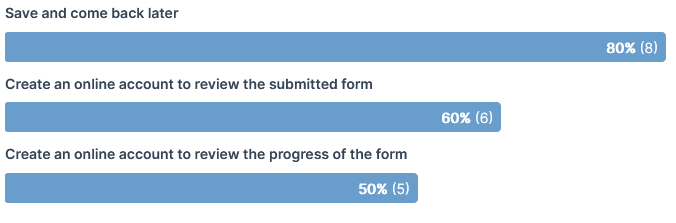 Save and come back later
80% (8)
Create an online account to review the submitted form
60% (6)
Create an online account to review the progress of the form
50% (5)